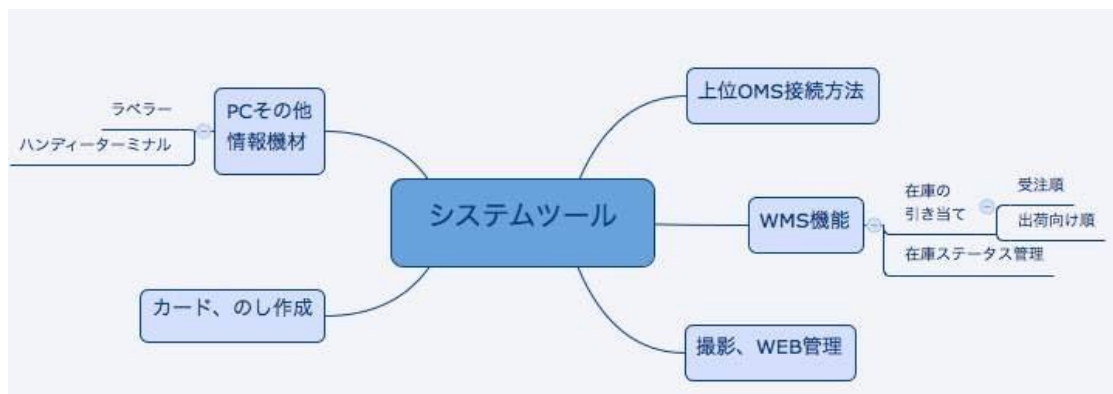 ラベラー
ハンディーターミナル
PCその他
情報機材
システムツール
カード、のし作成
上位OMS接続方法
WMS機能
在庫の
引き当て
受注順
出荷向け順
在庫ステータス管理
撮影、WEB管理